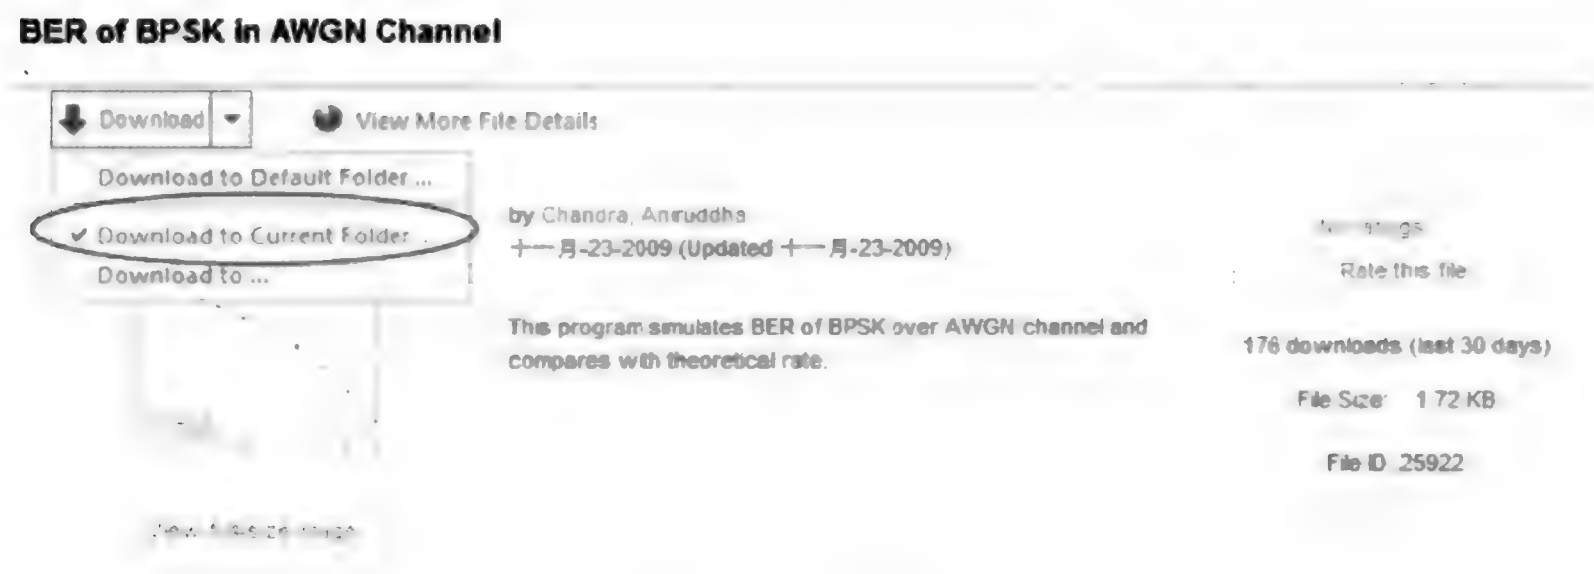 BER of BPSK in AWGN Channel
Download
View More File Details
Download to Default Folder ...
Download to Current Folder ...
Download to ...
by Chandra, Aniruddha
十一月-23-2009 (Updated 十一月-23-2009)
This program simulates BER of BPSK over AWGN channel and
compares with theoretical rate.
Rate this file
176 downloads (last 30 days)
File Size: 1.72 KB
File ID: 25922